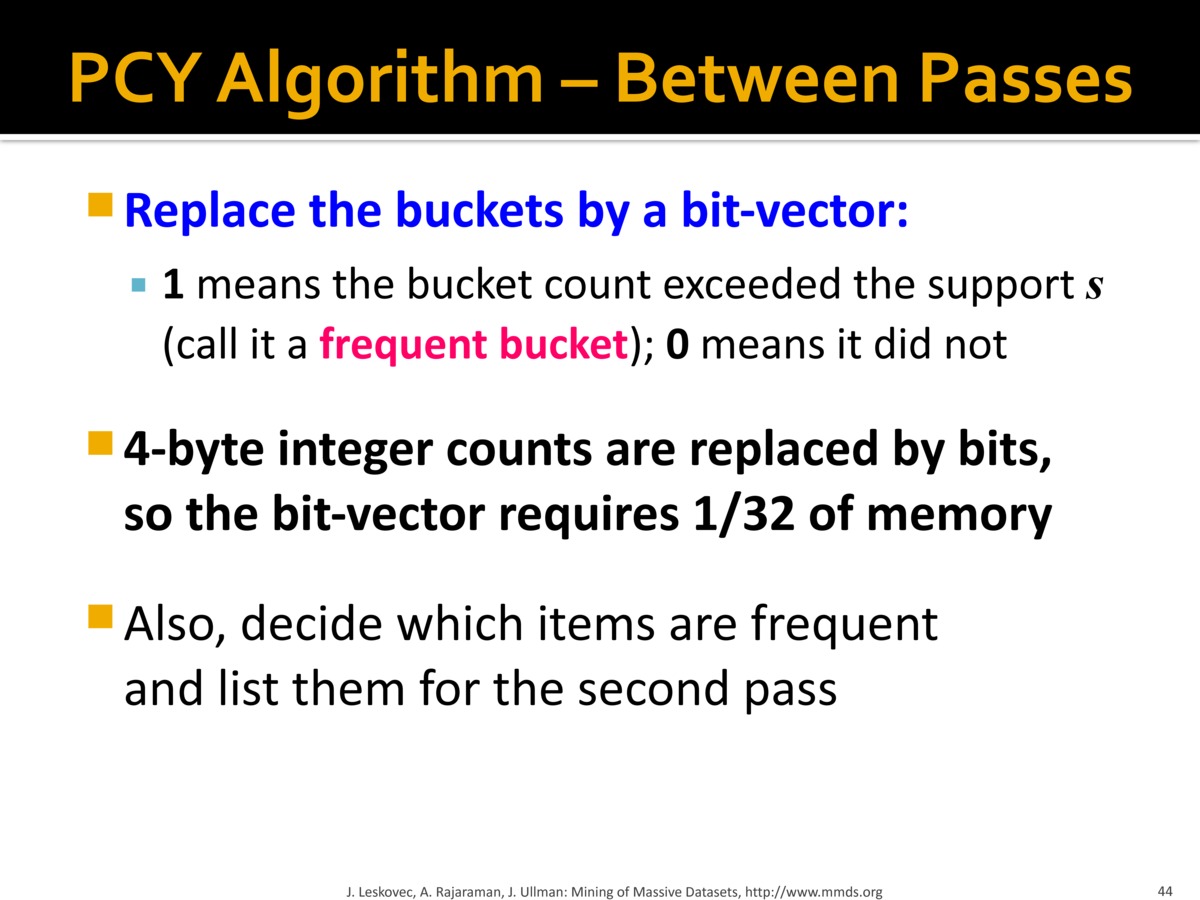 PCY Algorithm – Between Passes
Replace the buckets by a bit-vector:
1 means the bucket count exceeded the support s
(call it a frequent bucket); 0 means it did not
4-byte integer counts are replaced by bits,
so the bit-vector requires 1/32 of memory
Also, decide which items are frequent
and list them for the second pass
J. Leskovec, A. Rajaraman, J. Ullman: Mining of Massive Datasets, http://www.mmds.org
44